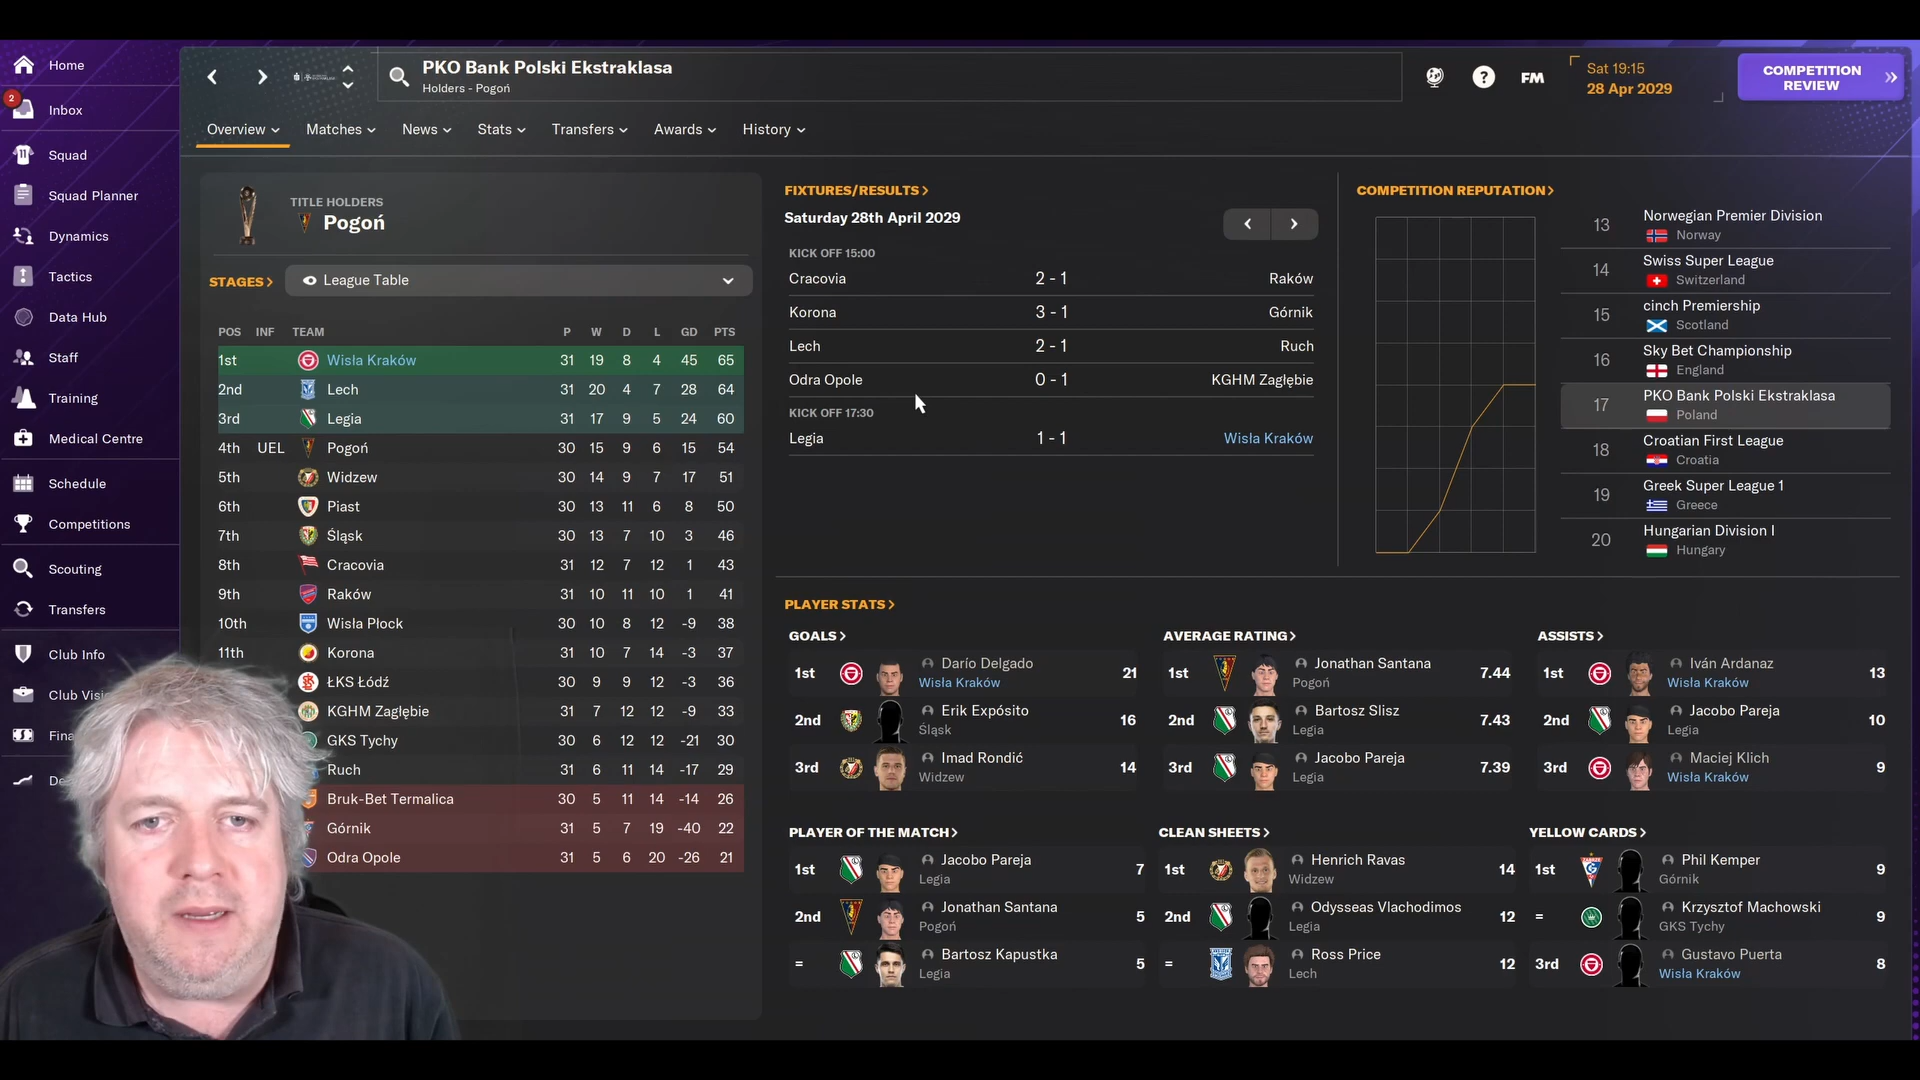 Home
2
Inbox
Squad
Squad Planner
Dynamics
Tactics
Data Hub
Staff
Training
Medical Centre
Schedule
Competitions
Scouting
Transfers
Club Info
Club
PKO Bank Polski Ekstraklasa
Holders - Pogoń
FM
Sat 19:15
28 Apr 2029
COMPETITION REVIEW
Overview Matches News Stats Transfers Awards History
TITLE HOLDERS
Pogoń
STAGES> League Table
POS INF TEAM P W D L GD PTS
1st Wisła Kraków 31 19 8 4 45 65
2nd Lech 31 20 4 7 28 64
3rd Legia 31 17 9 5 24 60
4th UEL Pogoń 30 15 9 6 15 54
5th Widzew 30 14 9 7 17 51
6th Piast 30 13 11 6 8 50
7th Śląsk 30 13 7 10 3 46
8th Cracovia 31 12 7 12 1 43
9th Raków 31 10 11 10 1 41
10th Wisła Płock 30 10 8 12 -9 38
11th Korona 31 10 7 14 -3 37
ŁKS Łódź 30 9 9 12 -3 36
KGHM Zagłębie 31 7 12 12 -9 33
GKS Tychy 30 6 12 12 -21 30
Ruch 31 6 11 14 -17 29
Bruk-Bet Termalica 30 5 11 14 -14 26
Górnik 31 5 7 19 -40 22
Odra Opole 31 5 6 20 -26 21
FIXTURES/RESULTS>
Saturday 28th April 2029
KICK OFF 15:00
Cracovia 2 - 1 Raków
Korona 3 - 1 Górnik
Lech 2 - 1 Ruch
Odra Opole 0 - 1 KGHM Zagłębie
KICK OFF 17:30
Legia 1 - 1 Wisła Kraków
COMPETITION REPUTATION>
13 Norwegian Premier Division
Norway
14 Swiss Super League
Switzerland
15 cinch Premiership
Scotland
16 Sky Bet Championship
England
17 PKO Bank Polski Ekstraklasa
Poland
18 Croatian First League
Croatia
19 Greek Super League 1
Greece
20 Hungarian Division I
Hungary
PLAYER STATS>
GOALS>
1st Darío Delgado 21
Wisła Kraków
2nd Erik Expósito 16
Śląsk
3rd Imad Rondić 14
Widzew
AVERAGE RATING>
1st Jonathan Santana 7.44
Pogoń
2nd Bartosz Slisz 7.43
Legia
3rd Jacobo Pareja 7.39
Legia
ASSISTS>
1st Iván Ardanaz 13
Wisła Kraków
2nd Jacobo Pareja 10
Legia
3rd Maciej Klich 9
Wisła Kraków
PLAYER OF THE MATCH>
1st Jacobo Pareja 7
Legia
2nd Jonathan Santana 5
Pogoń
= Bartosz Kapustka 5
Legia
CLEAN SHEETS>
1st Henrich Ravas 14
Widzew
2nd Odysseas Vlachodimos 12
Legia
= Ross Price 12
Lech
YELLOW CARDS>
1st Phil Kemper 9
Górnik
= Krzysztof Machowski 9
GKS Tychy
3rd Gustavo Puerta 8
Wisła Kraków